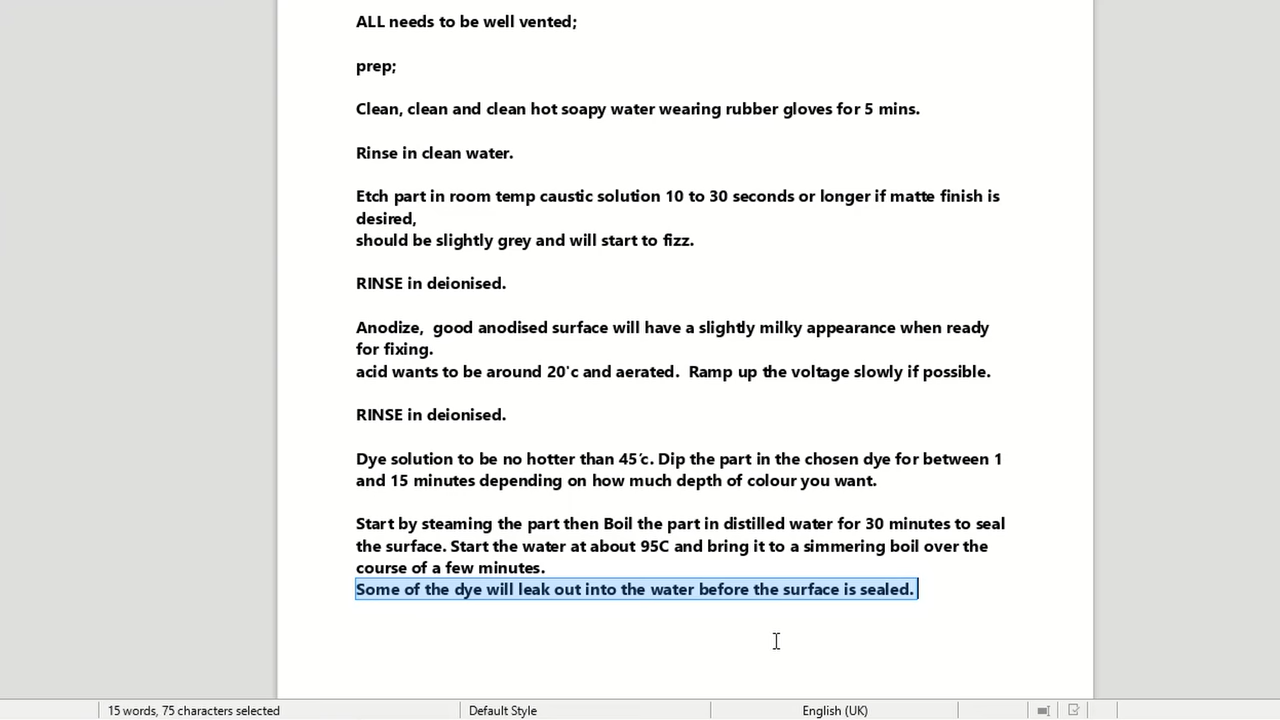 ALL needs to be well vented;
prep;
Clean, clean and clean hot soapy water wearing rubber gloves for 5 mins.
Rinse in clean water.
Etch part in room temp caustic solution 10 to 30 seconds or longer if matte finish is
desired,
should be slightly grey and will start to fizz.
RINSE in deionised.
Anodize,  good anodised surface will have a slightly milky appearance when ready
for fixing.
acid wants to be around 20'c and aerated.  Ramp up the voltage slowly if possible.
RINSE in deionised.
Dye solution to be no hotter than 45'c. Dip the part in the chosen dye for between 1
and 15 minutes depending on how much depth of colour you want.
Start by steaming the part then Boil the part in distilled water for 30 minutes to seal
the surface. Start the water at about 95C and bring it to a simmering boil over the
course of a few minutes.
Some of the dye will leak out into the water before the surface is sealed.
15 words, 75 characters selected
Default Style
English (UK)